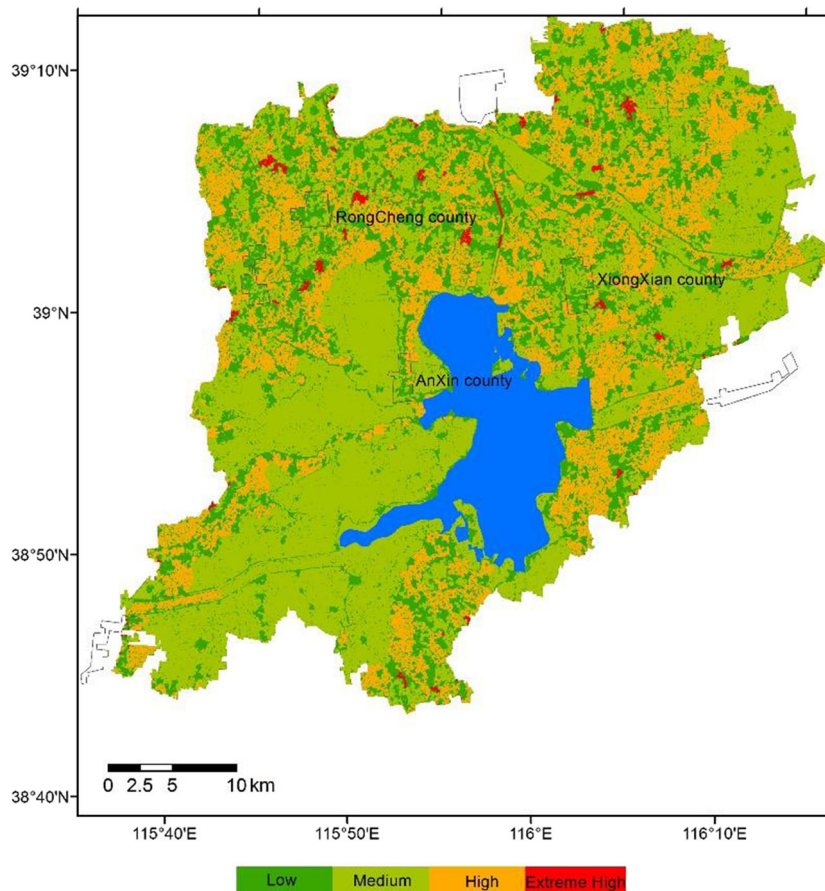 39°10'N
RongCheng county
XiongXian county
39°N
AnXin county
38°50'N
0 2.5 5 10 km
38°40'N
115°40'E 115°50'E 116°E 116°10'E
Low Medium High Extreme High